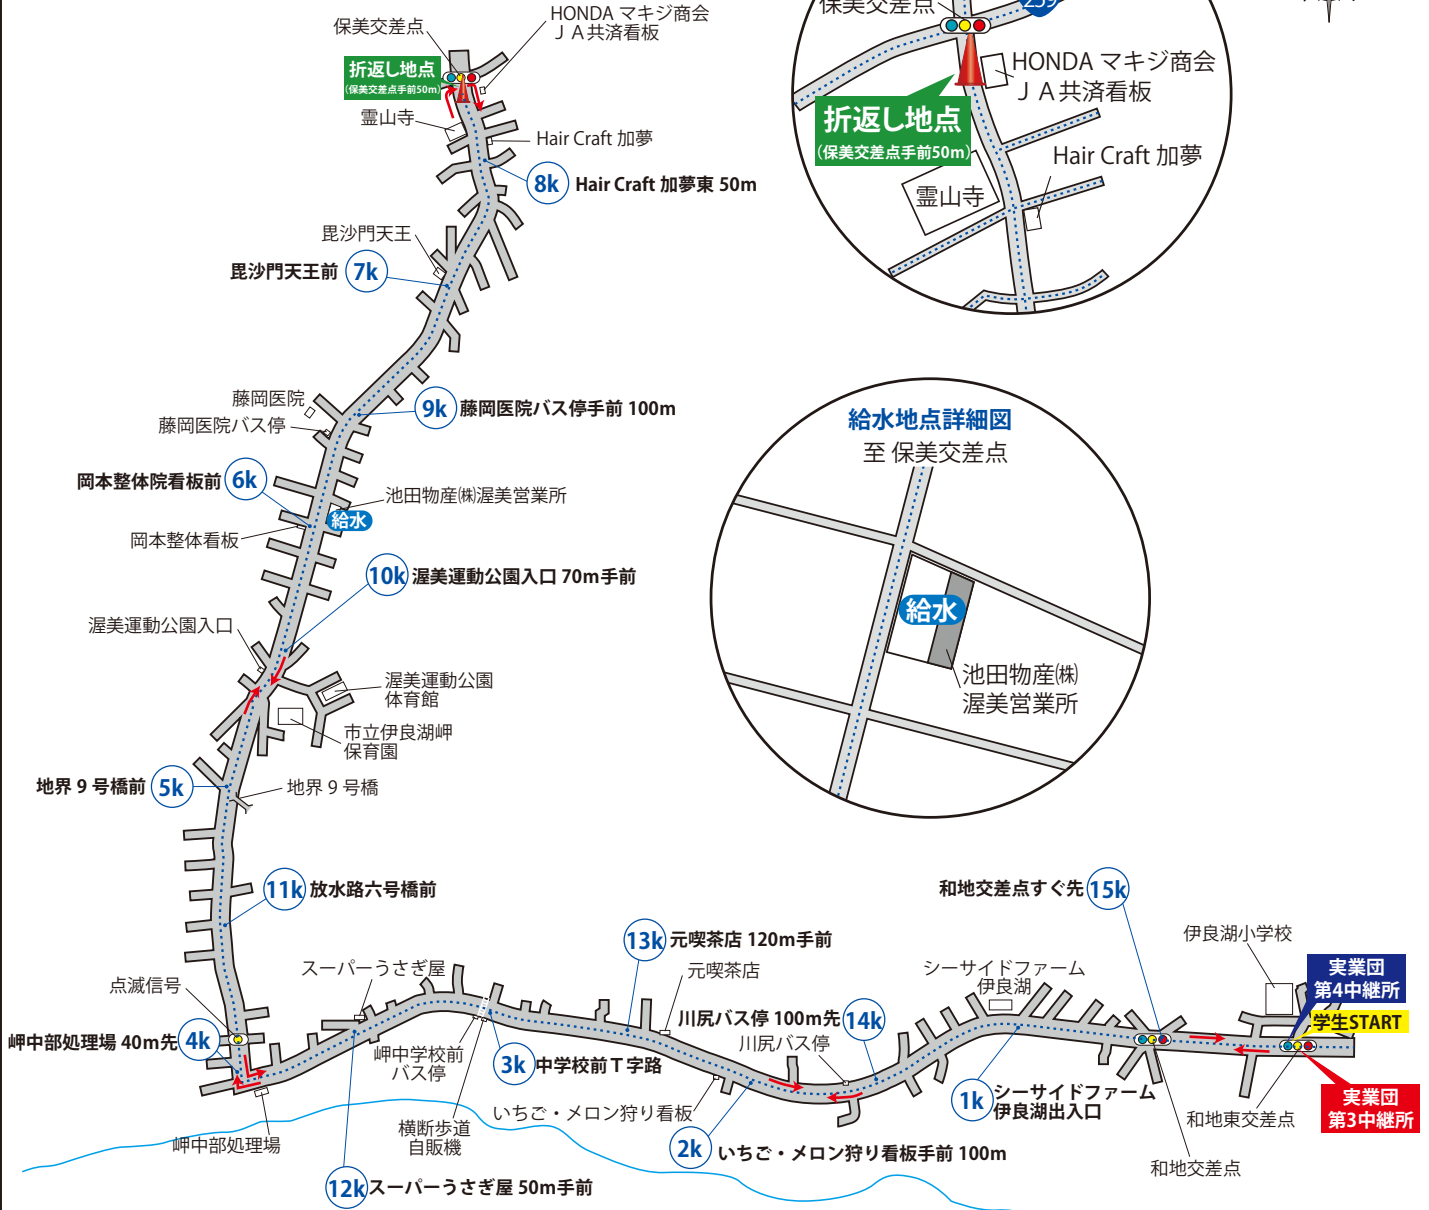 保美交差点
HONDA マキジ商会
ＪＡ共済看板
折返し地点
(保美交差点手前50m)
霊山寺
Hair Craft 加夢
8k Hair Craft 加夢東 50m
毘沙門天王
毘沙門天王前 7k
藤岡医院
藤岡医院バス停
9k 藤岡医院バス停手前 100m
岡本整体院看板前 6k
池田物産㈱渥美営業所
給水
岡本整体看板
10k 渥美運動公園入口 70m手前
渥美運動公園入口
渥美運動公園
体育館
市立伊良湖岬
保育園
地界 9 号橋前 5k
地界 9 号橋
11k 放水路六号橋前
点滅信号
岬中部処理場 40m先 4k
岬中部処理場
スーパーうさぎ屋
岬中学校前
バス停
横断歩道
自販機
12k スーパーうさぎ屋 50m手前
3k 中学校前Ｔ字路
13k 元喫茶店 120m手前
元喫茶店
いちご・メロン狩り看板
2k いちご・メロン狩り看板手前 100m
川尻バス停 100m先 14k
川尻バス停
シーサイドファーム
伊良湖
1k シーサイドファーム
伊良湖出入口
和地交差点すぐ先 15k
伊良湖小学校
実業団
第4中継所
学生START
実業団
第3中継所
和地東交差点
和地交差点
保美交差点
259
HONDA マキジ商会
ＪＡ共済看板
折返し地点
(保美交差点手前50m)
霊山寺
Hair Craft 加夢
給水地点詳細図
至 保美交差点
給水
池田物産㈱
渥美営業所